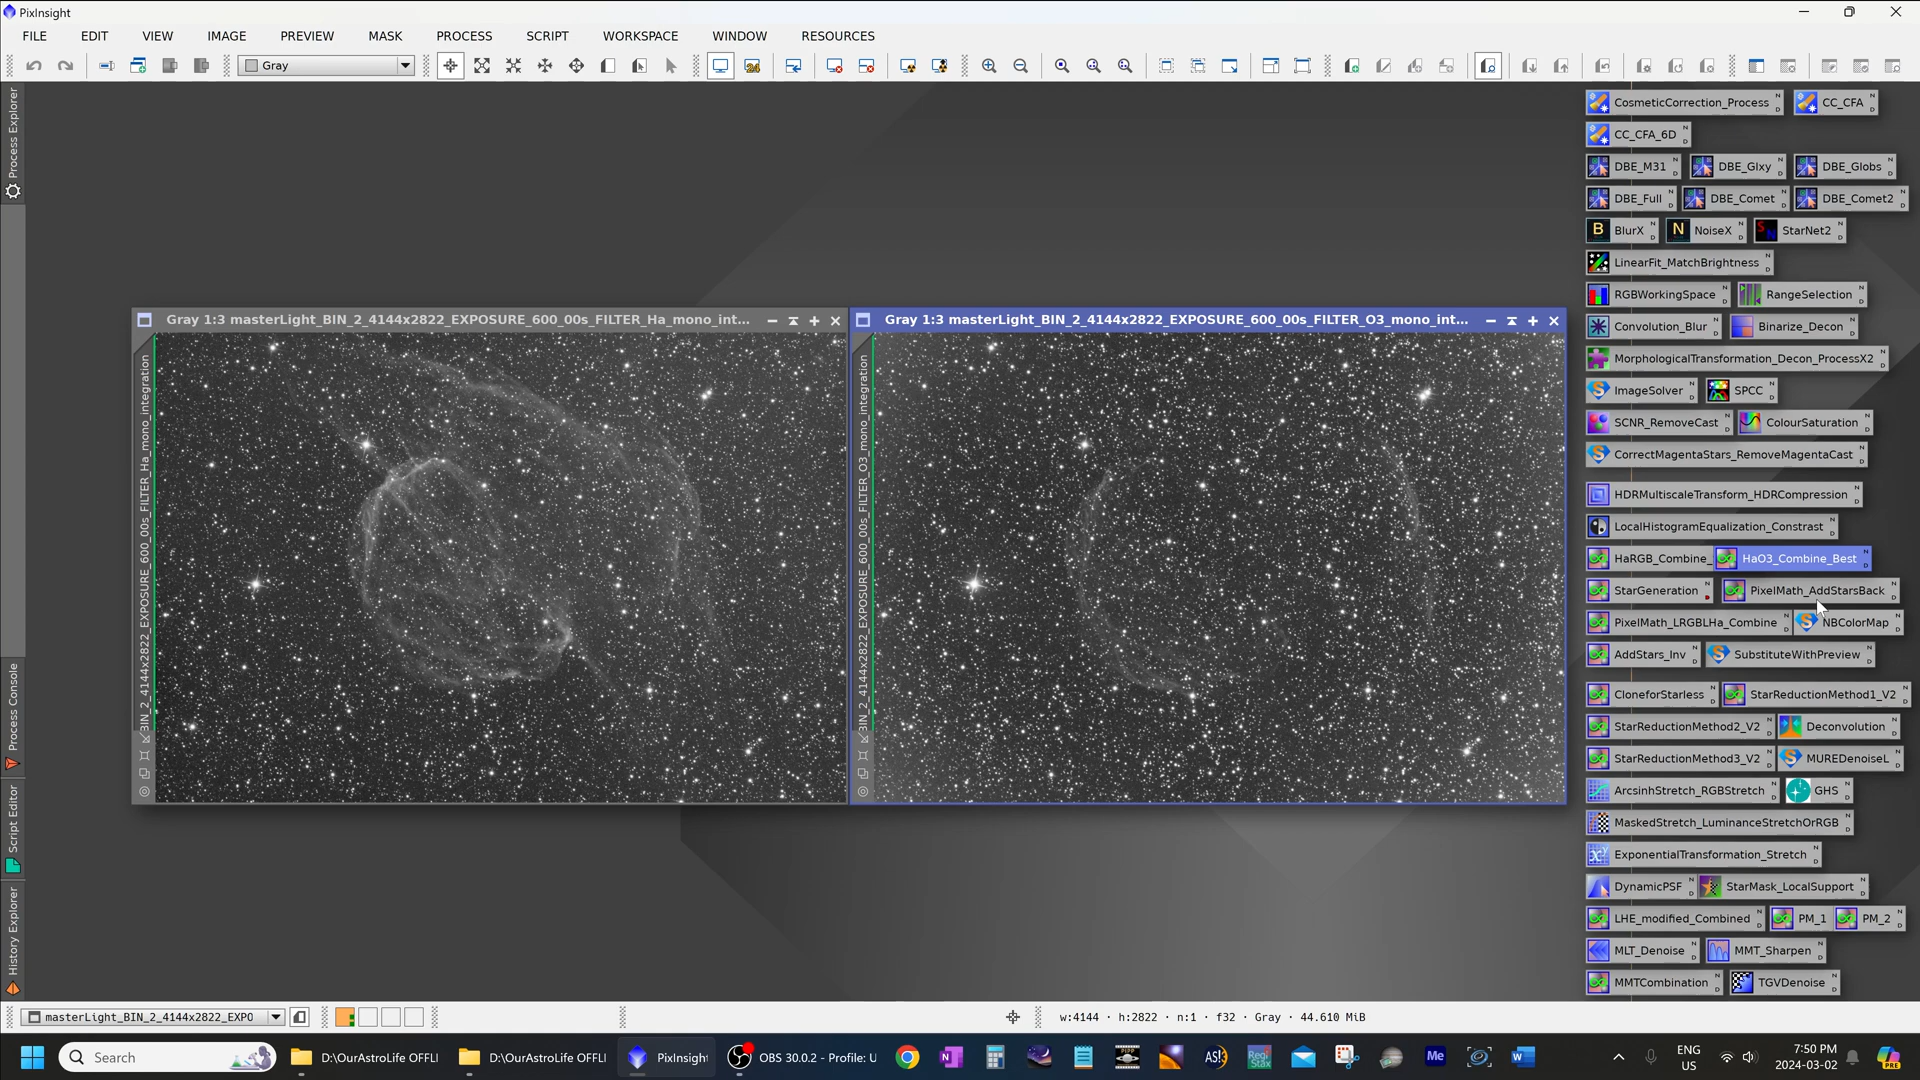 PixInsight
FILE EDIT VIEW IMAGE PREVIEW MASK PROCESS SCRIPT WORKSPACE WINDOW RESOURCES
Gray
Process Explorer
Process Console
Script Editor
History Explorer
Gray 1:3 masterLight_BIN_2_4144x2822_EXPOSURE_600_00s_FILTER_Ha_mono_int...
BIN_2_4144x2822_EXPOSURE_600_00s_FILTER_Ha_mono_integration
Gray 1:3 masterLight_BIN_2_4144x2822_EXPOSURE_600_00s_FILTER_O3_mono_int...
BIN_2_4144x2822_EXPOSURE_600_00s_FILTER_O3_mono_integration
CosmeticCorrection_Process CC_CFA
CC_CFA_6D
DBE_M31 DBE_Glxy DBE_Globs
DBE_Full DBE_Comet DBE_Comet2
BlurX NoiseX StarNet2
LinearFit_MatchBrightness
RGBWorkingSpace RangeSelection
Convolution_Blur Binarize_Decon
MorphologicalTransformation_Decon_ProcessX2
ImageSolver SPCC
SCNR_RemoveCast ColourSaturation
CorrectMagentaStars_RemoveMagentaCast
HDRMultiscaleTransform_HDRCompression
LocalHistogramEqualization_Constrast
HaRGB_Combine_ HaO3_Combine_Best
StarGeneration PixelMath_AddStarsBack
PixelMath_LRGBLHa_Combine NBColorMap
AddStars_Inv SubstituteWithPreview
CloneforStarless StarReductionMethod1_V2
StarReductionMethod2_V2 Deconvolution
StarReductionMethod3_V2 MUREDenoiseL
ArcsinhStretch_RGBStretch GHS
MaskedStretch_LuminanceStretchOrRGB
ExponentialTransformation_Stretch
DynamicPSF StarMask_LocalSupport
LHE_modified_Combined PM_1 PM_2
MLT_Denoise MMT_Sharpen
MMTCombination TGVDenoise
masterLight_BIN_2_4144x2822_EXPO
w:4144 · h:2822 · n:1 · f32 · Gray · 44.610 MiB
Search
D:\OurAstroLife OFFLI
D:\OurAstroLife OFFLI
PixInsight
OBS 30.0.2 - Profile: U
ENG
US
7:50 PM
2024-03-02